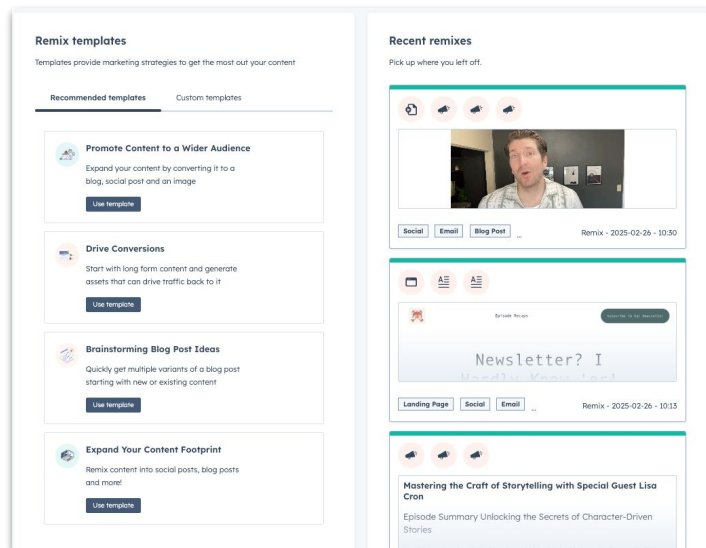 Remix templates
Templates provide marketing strategies to get the most out your content
Recommended templates
Custom templates
Promote Content to a Wider Audience
Expand your content by converting it to a
blog, social post and an image
Use template
Drive Conversions
Start with long form content and generate
assets that can drive traffic back to it
Use template
Brainstorming Blog Post Ideas
Quickly get multiple variants of a blog post
starting with new or existing content
Use template
Expand Your Content Footprint
Remix content into social posts, blog posts
and more!
Use template
Recent remixes
Pick up where you left off.
Social Email Blog Post ...
Remix - 2025-02-26 - 10:30
Episode Recaps
Subscribe to Our Newsletter
Newsletter? I
Hardly Know 'er!
Landing Page Social Email ...
Remix - 2025-02-26 - 10:13
Mastering the Craft of Storytelling with Special Guest Lisa
Cron
Episode Summary Unlocking the Secrets of Character-Driven
Stories